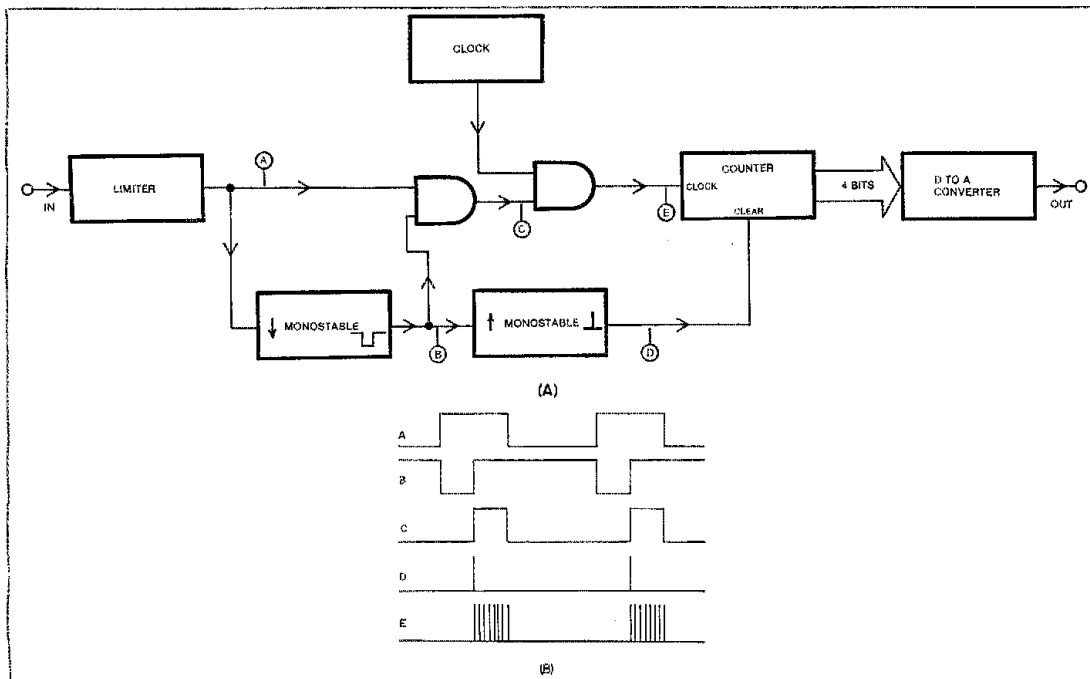 CLOCK
A
IN
LIMITER
C
E
COUNTER
CLOCK
CLEAR
4 BITS
D TO A
CONVERTER
OUT
↓ MONOSTABLE
B
↑ MONOSTABLE
D
(A)
A
B
C
D
E
(B)